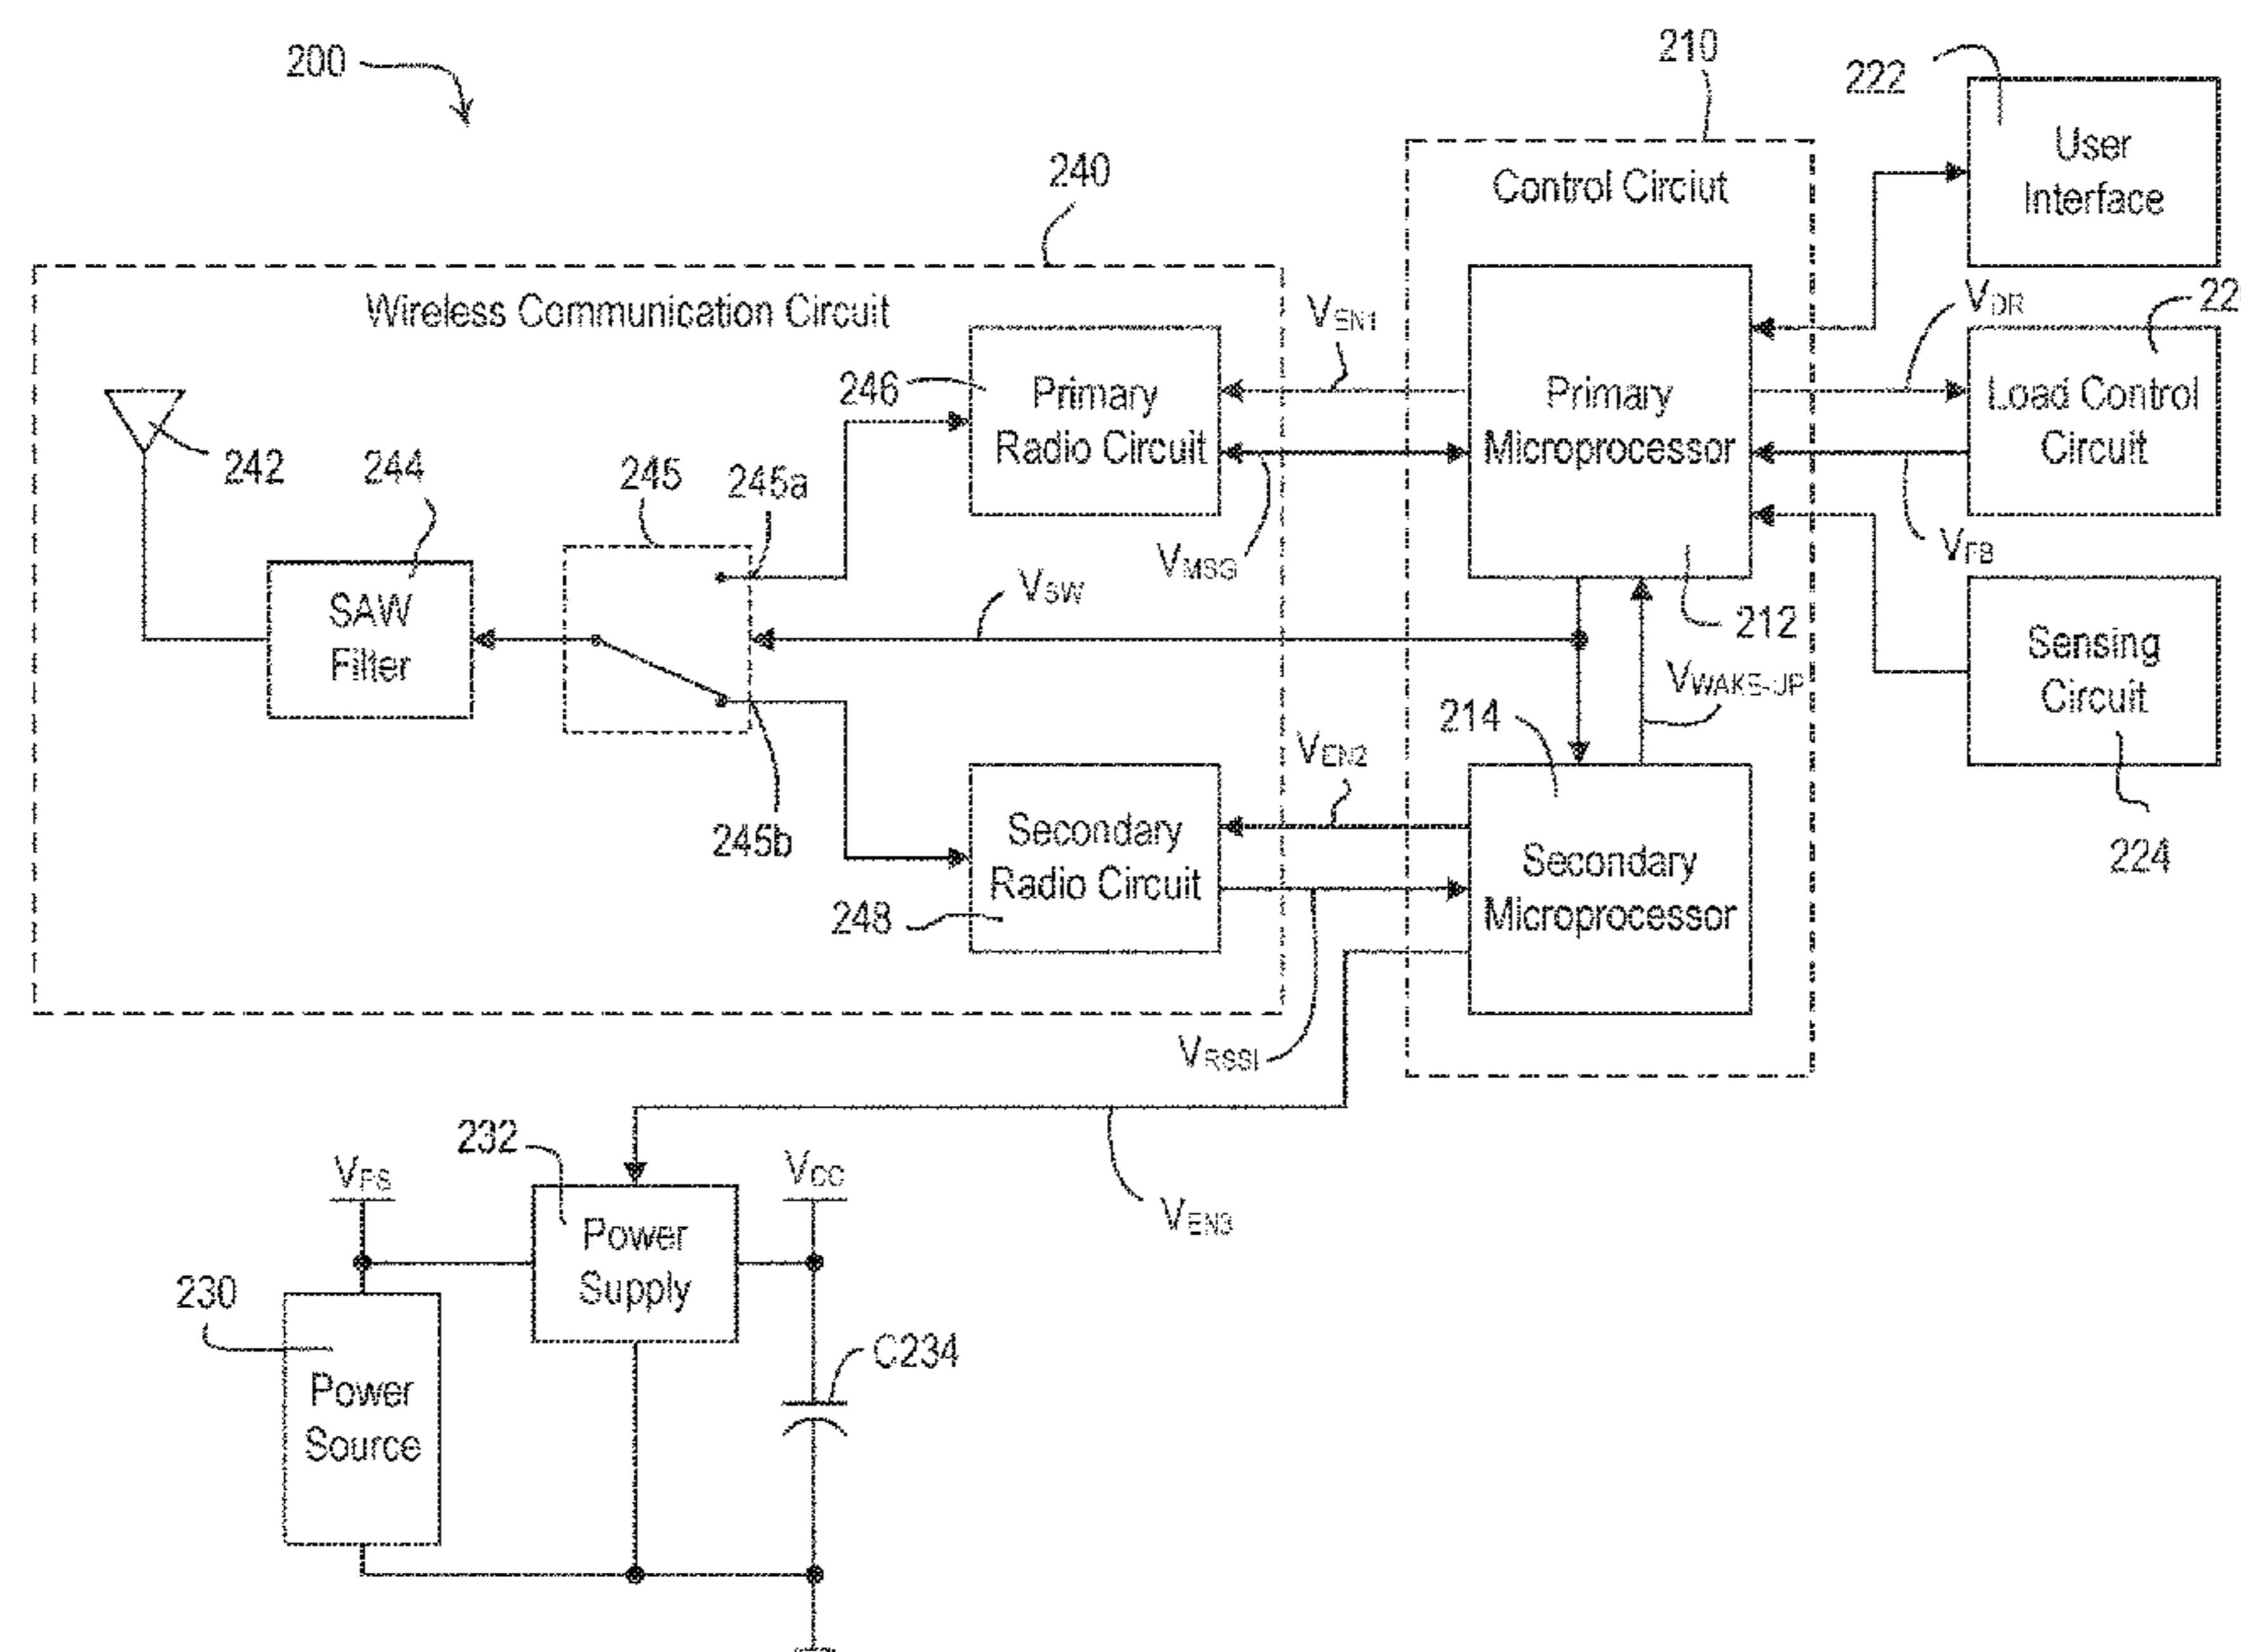 200
210
222
User
Interface
240
Control Circiut
Wireless Communication Circuit
VEN1
VDR
246
Primary
Radio Circuit
Primary
Microprocessor
Load Control
Circuit
242
244
245
245a
VMSG
VFB
SAW
Filter
VSW
212
Sensing
Circuit
VWAKE-UP
214
VEN2
245b
Secondary
Radio Circuit
248
Secondary
Microprocessor
224
VRSSI
232
VPS
VCC
VEN3
Power
Supply
230
C234
Power
Source